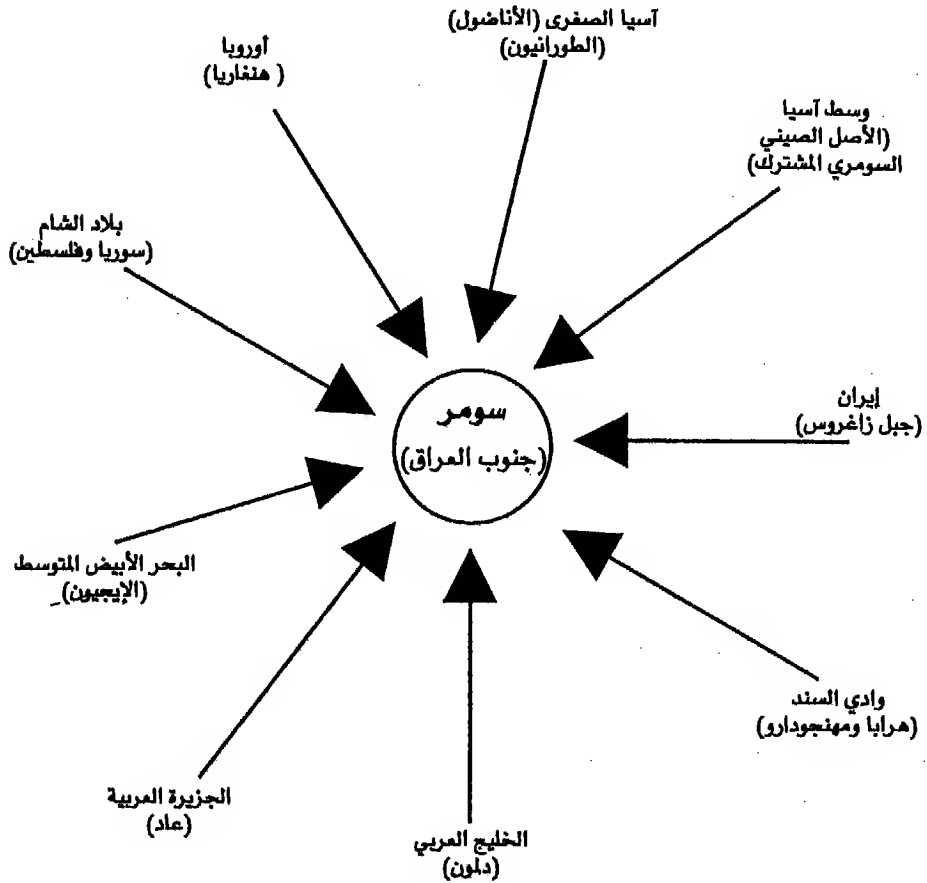 آسيا الصغرى (الأناضول)
(الطورانيون)
أوروبا
( هنغاريا)
وسط آسيا
(الأصل الصيني
السومري المشترك)
بلاد الشام
(سوريا وفلسطين)
إيران
(جبل زاغروس)
سومر
(جنوب العراق)
البحر الأبيض المتوسط
(الإيجيون)
وادي السند
(هرابا ومهنجودارو)
الجزيرة العربية
(عاد)
الخليج العربي
(دلمون)